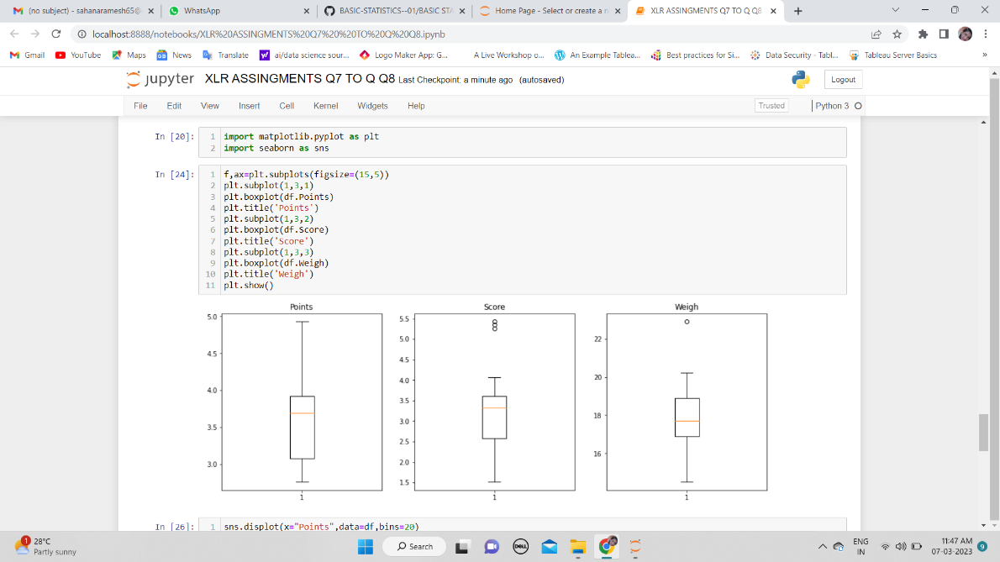 (no subject) - sahanaramesh65@
WhatsApp
BASIC-STATISTICS--01/BASIC STA
Home Page - Select or create a n
XLR ASSINGMENTS Q7 TO Q Q8
localhost:8888/notebooks/XLR%20ASSINGMENTS%20Q7%20%20TO%20Q%20Q8.ipynb
Gmail YouTube Maps News Translate ai/data science sour... Logo Maker App: G... A Live Workshop o... An Example Tablea... Best practices for Si... Data Security - Tabl... Tableau Server Basics »
jupyter XLR ASSINGMENTS Q7 TO Q Q8 Last Checkpoint: a minute ago (autosaved)
Logout
File Edit View Insert Cell Kernel Widgets Help
Trusted
Python 3
In [20]:
1 import matplotlib.pyplot as plt
2 import seaborn as sns
In [24]:
1 f,ax=plt.subplots(figsize=(15,5))
2 plt.subplot(1,3,1)
3 plt.boxplot(df.Points)
4 plt.title('Points')
5 plt.subplot(1,3,2)
6 plt.boxplot(df.Score)
7 plt.title('Score')
8 plt.subplot(1,3,3)
9 plt.boxplot(df.Weigh)
10 plt.title('Weigh')
11 plt.show()
Points
5.0
4.5
4.0
3.5
3.0
1
Score
5.5
5.0
4.5
4.0
3.5
3.0
2.5
2.0
1.5
1
Weigh
22
20
18
16
1
In [26]:
1 sns.displot(x="Points",data=df,bins=20)
1
28°C
Partly sunny
Search
DELL
ENG
IN
11:47 AM
07-03-2023
9